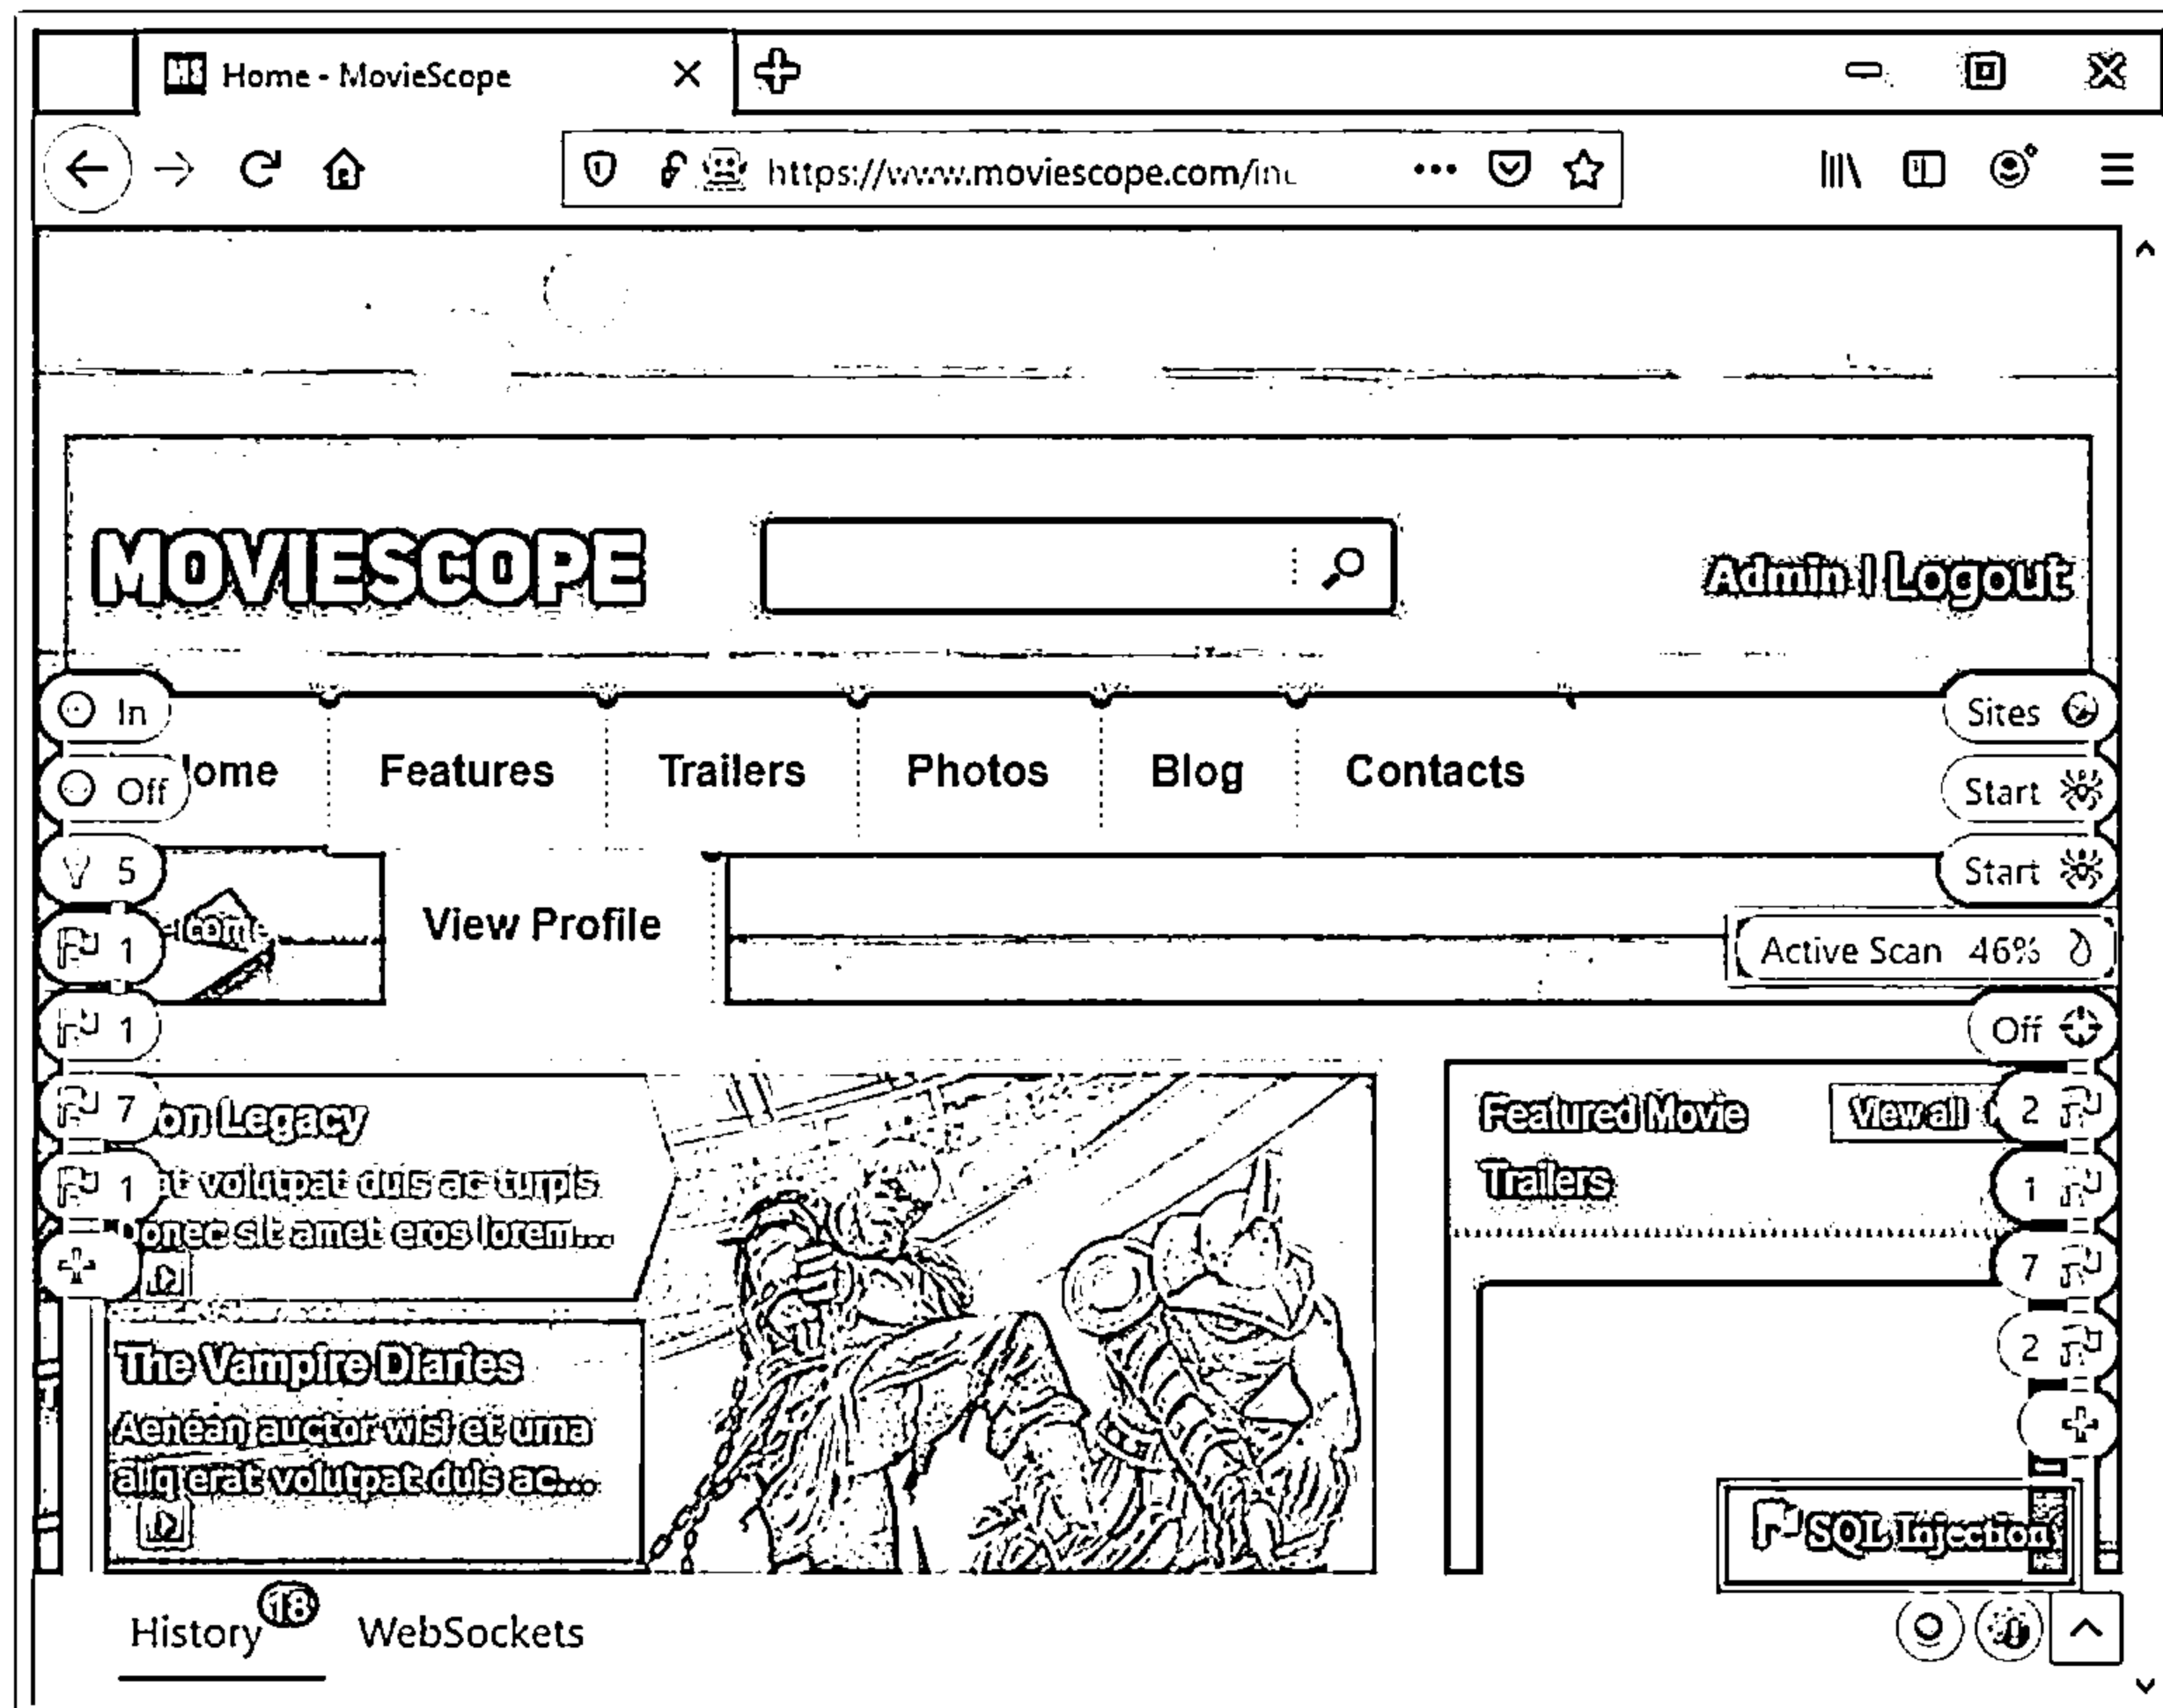 Home - MovieScope
https://www.moviescope.com/in
MOVIESCOPE
Admin | Logout
In
Sites
Off
ome
Features
Trailers
Photos
Blog
Contacts
Start
5
Start
come
View Profile
1
Active Scan 46%
1
Off
7
on Legacy
Featured Movie
View all
2
Trailers
1
at volutpat duis ac turpis
1
Donec sit amet eros lorem...
7
The Vampire Diaries
2
Aenean auctor wisi et urna
aliq erat volutpat duis ac...
SQL Injection
History 18
WebSockets